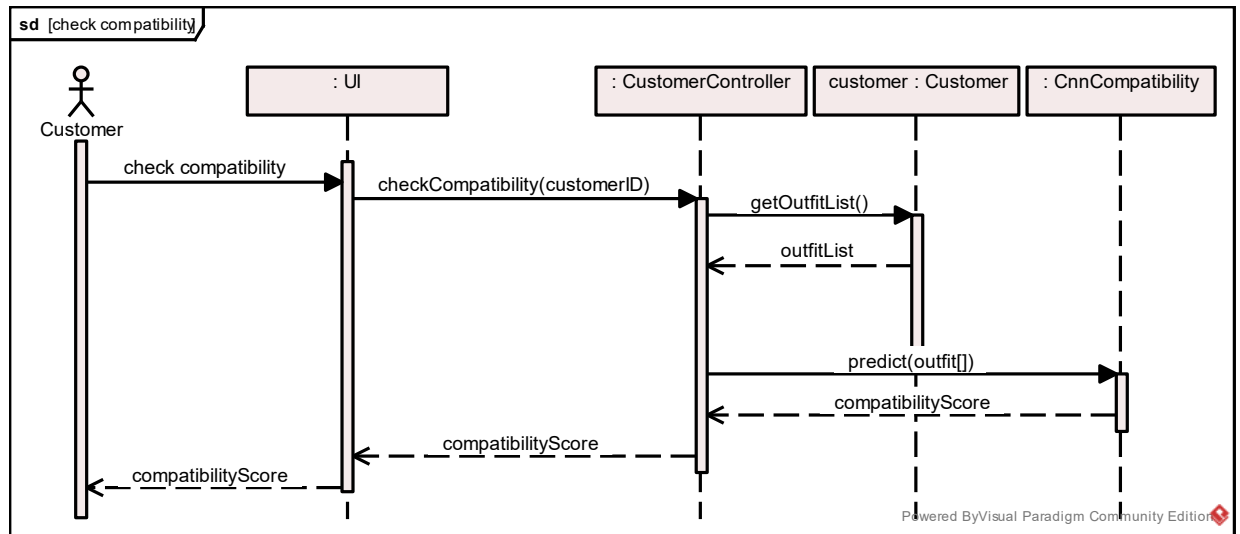 sd [check compatibility]
: UI
: CustomerController
customer : Customer
: CnnCompatibility
Customer
check compatibility
checkCompatibility(customerID)
getOutfitList()
outfitList
predict(outfit[])
compatibilityScore
compatibilityScore
compatibilityScore
Powered ByVisual Paradigm Community Edition